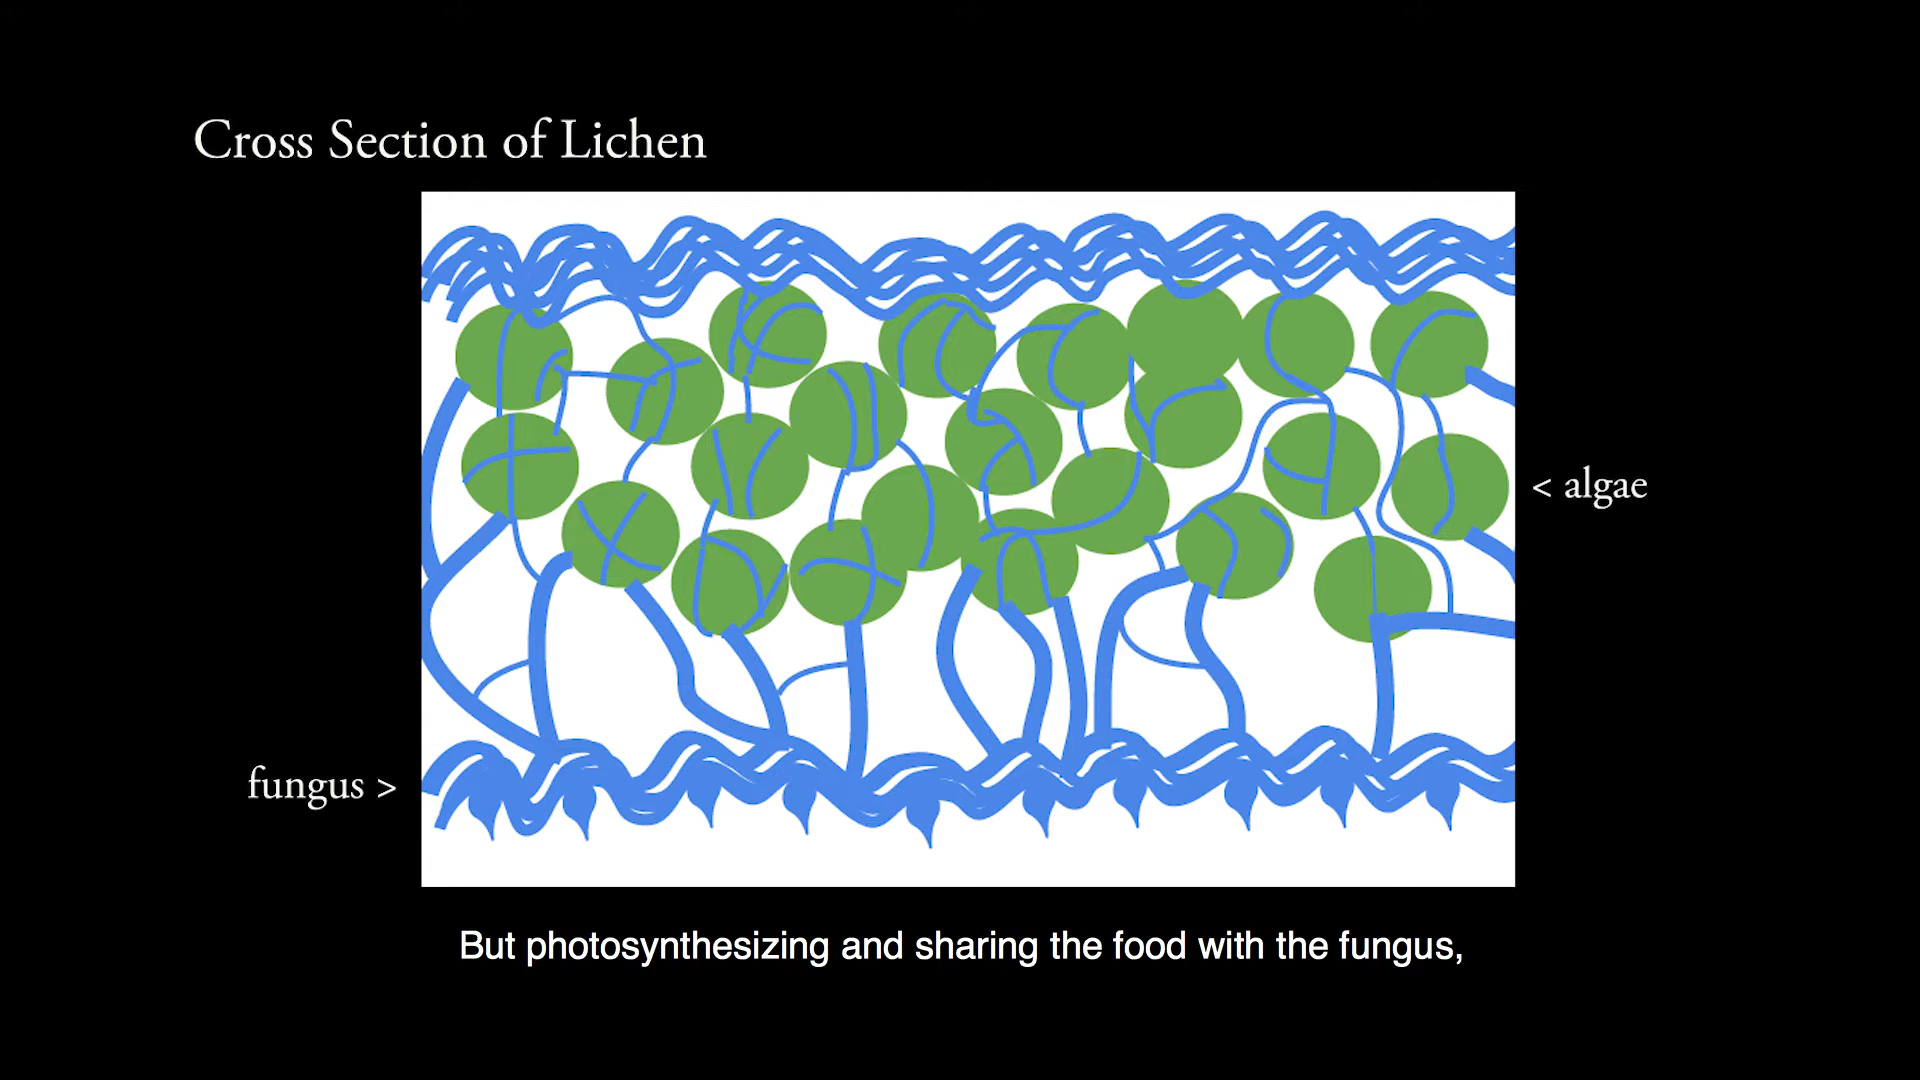 Cross Section of Lichen
< algae
fungus >
But photosynthesizing and sharing the food with the fungus,